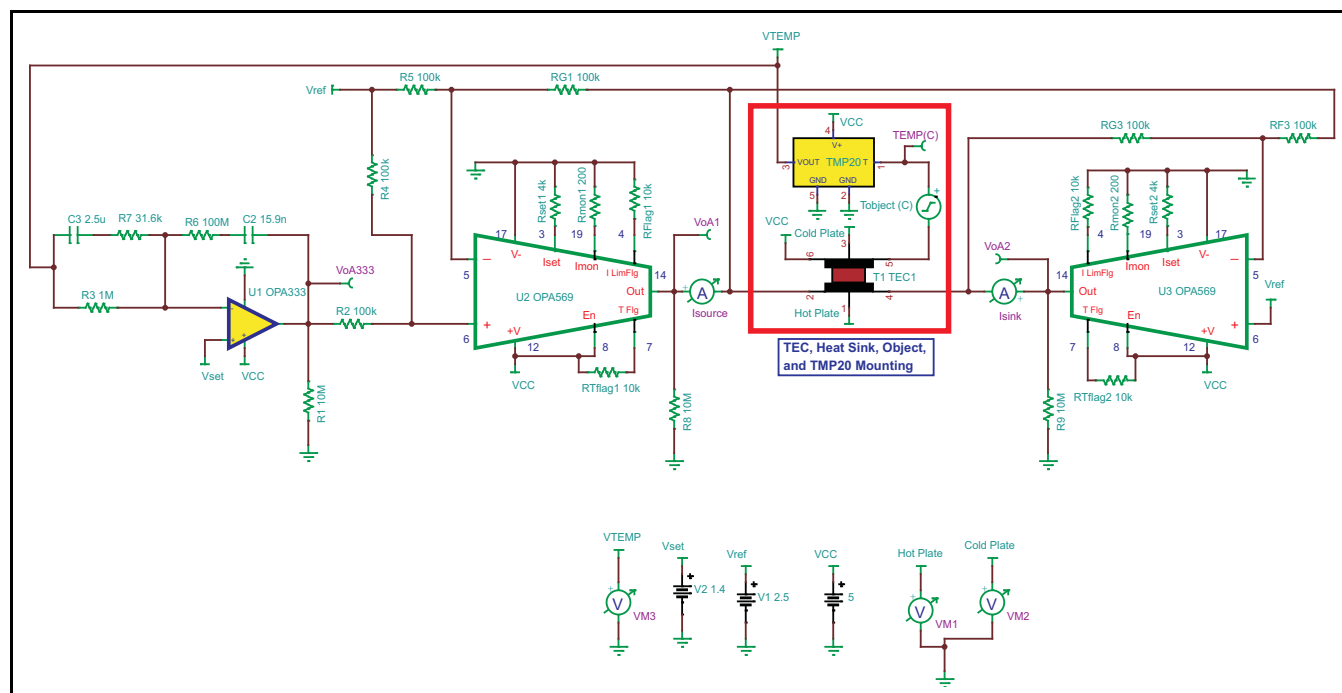 VTEMP
Vref
R5 100k
RG1 100k
R4 100k
VCC
4
V+
VOUT
TMP20
T
3
1
GND
GND
5
2
TEMP(C)
Tobject (C)
+
RG3 100k
RF3 100k
C3 2.5u
R7 31.6k
R6 100M
C2 15.9n
R3 1M
U1 OPA333
VoA333
R2 100k
Vset
VCC
R1 10M
Rset1 4k
Rmon1 200
RFlag1 10k
17
3
19
4
V-
Iset
Imon
I LimFlg
5
−
14
U2 OPA569
Out
+
6
+V
En
T Flg
12
8
7
VCC
RTflag1 10k
VoA1
+
A
Isource
R8 10M
VCC
Cold Plate
6
3
5
T1 TEC1
2
4
Hot Plate
1
TEC, Heat Sink, Object,
and TMP20 Mounting
VoA2
A
+
Isink
R9 10M
RFlag2 10k
Rmon2 200
Rset2 4k
4
19
3
17
I LimFlg
Imon
Iset
V-
14
−
5
Out
U3 OPA569
Vref
T Flg
En
+V
+
6
7
8
12
RTflag2 10k
VCC
VTEMP
+
V
VM3
Vset
+
V2 1.4
Vref
+
V1 2.5
VCC
+
5
Hot Plate
+
V
VM1
Cold Plate
+
V
VM2